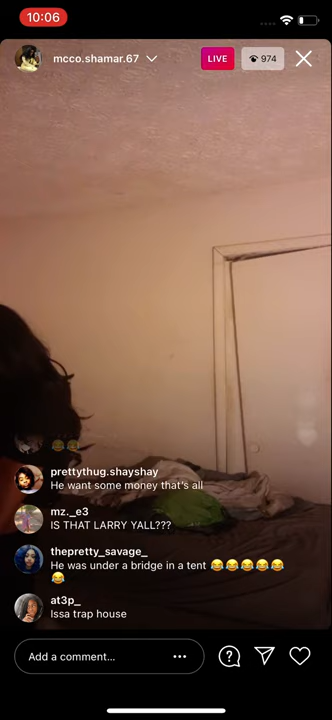 10:06
mcco.shamar.67
LIVE
974
😂😂
prettythug.shayshay
He want some money that's all
mz._e3
IS THAT LARRY YALL???
thepretty_savage_
He was under a bridge in a tent 😂😂😂😂😂
😂
at3p_
Issa trap house
Add a comment...